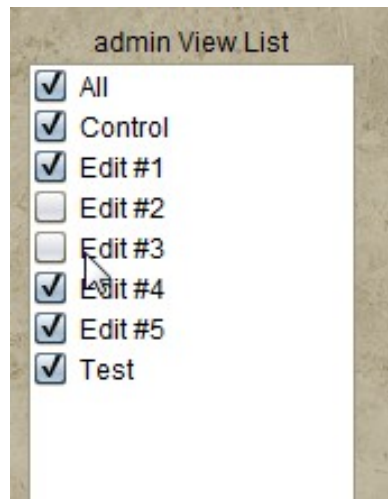 admin View List
All
Control
Edit #1
Edit #2
Edit #3
Edit #4
Edit #5
Test